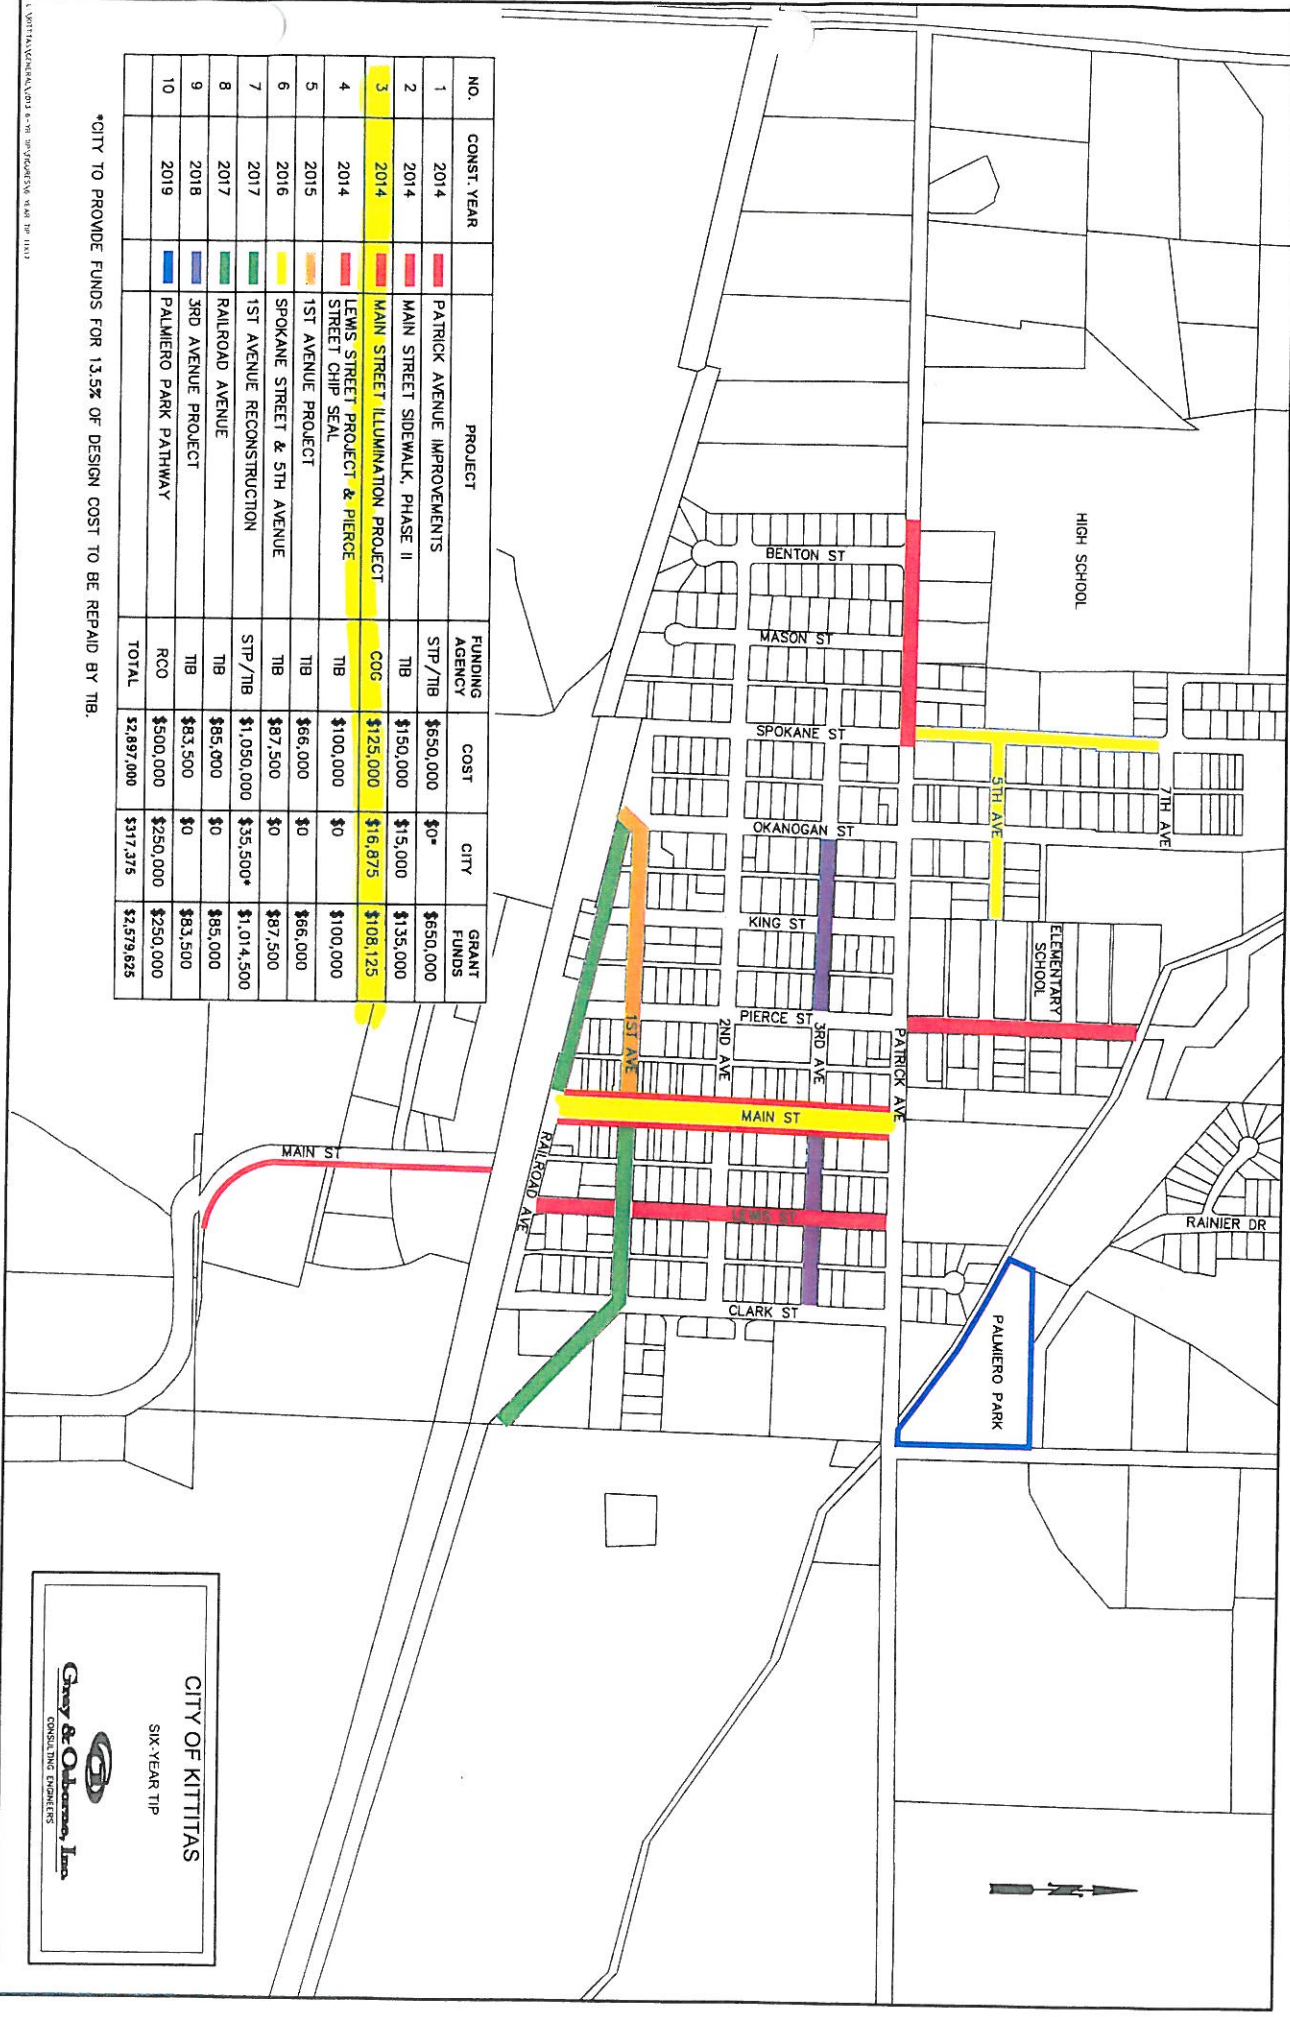 NO. CONST. YEAR PROJECT FUNDING AGENCY COST CITY GRANT FUNDS
1 2014 PATRICK AVENUE IMPROVEMENTS STP/TIB $650,000 $0* $650,000
2 2014 MAIN STREET SIDEWALK, PHASE II TIB $150,000 $15,000 $135,000
3 2014 MAIN STREET ILLUMINATION PROJECT COG $125,000 $16,875 $108,125
4 2014 LEWIS STREET PROJECT & PIERCE STREET CHIP SEAL TIB $100,000 $0 $100,000
5 2015 1ST AVENUE PROJECT TIB $66,000 $0 $66,000
6 2016 SPOKANE STREET & 5TH AVENUE TIB $87,500 $0 $87,500
7 2017 1ST AVENUE RECONSTRUCTION STP/TIB $1,050,000 $35,500* $1,014,500
8 2017 RAILROAD AVENUE TIB $85,000 $0 $85,000
9 2018 3RD AVENUE PROJECT TIB $83,500 $0 $83,500
10 2019 PALMIERO PARK PATHWAY RCO $500,000 $250,000 $250,000
TOTAL $2,897,000 $317,375 $2,579,625
*CITY TO PROVIDE FUNDS FOR 13.5% OF DESIGN COST TO BE REPAID BY TIB.
HIGH SCHOOL
7TH AVE
5TH AVE
ELEMENTARY
SCHOOL
RAINIER DR
PALMIERO PARK
PATRICK AVE
BENTON ST
MASON ST
SPOKANE ST
OKANOGAN ST
KING ST
PIERCE ST
3RD AVE
2ND AVE
1ST AVE
MAIN ST
LEWIS ST
CLARK ST
RAILROAD AVE
MAIN ST
N
CITY OF KITTITAS
SIX-YEAR TIP
Gray & Osborne, Inc.
CONSULTING ENGINEERS